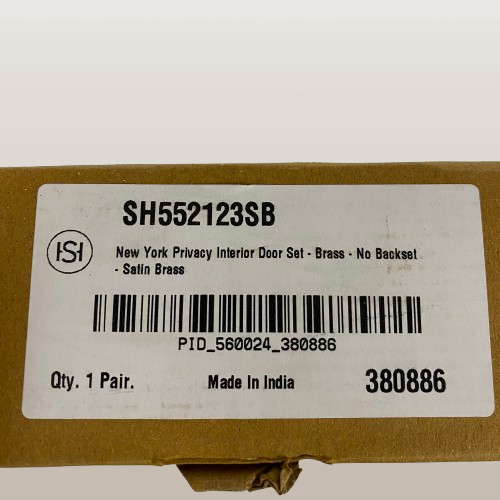 SH552123SB
HSH
New York Privacy Interior Door Set - Brass - No Backset
- Satin Brass
PID_560024_380886
Qty. 1 Pair.
Made In India
380886